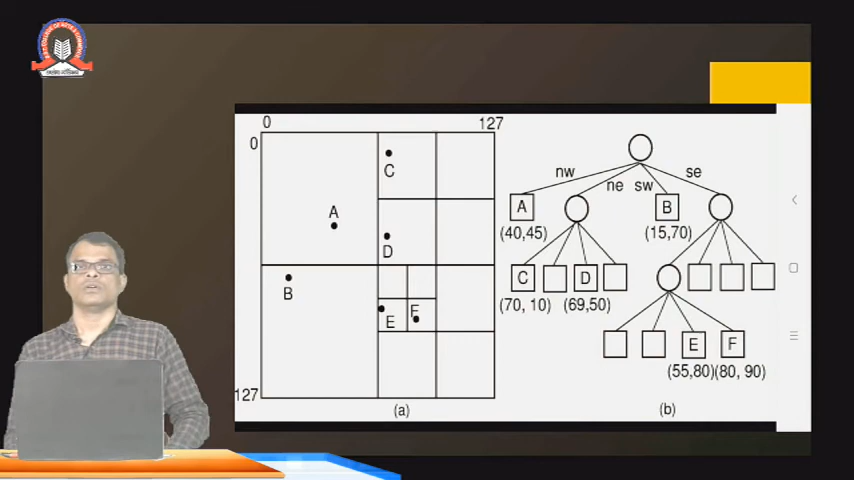 0
127
0
C
A
D
B
E
F
127
(a)
nw
ne
sw
se
A
B
(40,45)
(15,70)
C
D
(70, 10)
(69,50)
E
F
(55,80)
(80, 90)
(b)